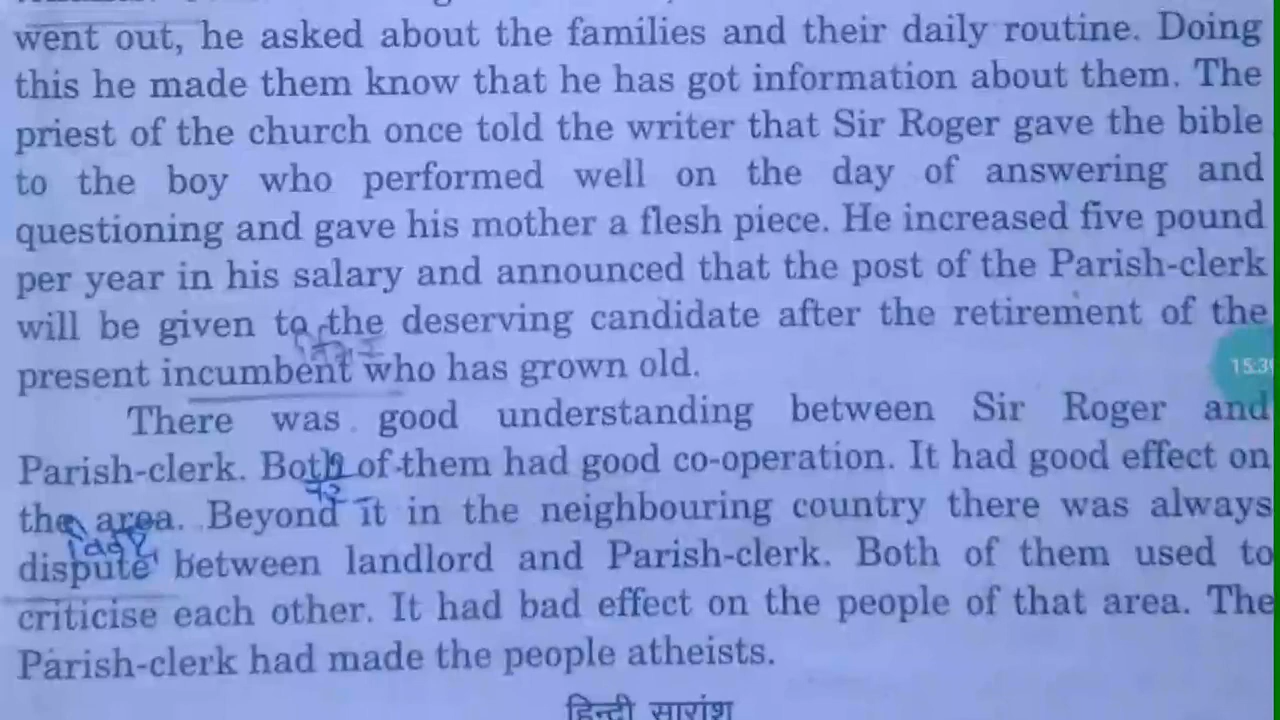 went out, he asked about the families and their daily routine. Doing
this he made them know that he has got information about them. The
priest of the church once told the writer that Sir Roger gave the bible
to the boy who performed well on the day of answering and
questioning and gave his mother a flesh piece. He increased five pound
per year in his salary and announced that the post of the Parish-clerk
will be given to the deserving candidate after the retirement of the
present incumbent who has grown old.
There was good understanding between Sir Roger and
Parish-clerk. Both of them had good co-operation. It had good effect on
the area. Beyond it in the neighbouring country there was always
dispute between landlord and Parish-clerk. Both of them used to
criticise each other. It had bad effect on the people of that area. The
Parish-clerk had made the people atheists.
हिन्दी सारांश